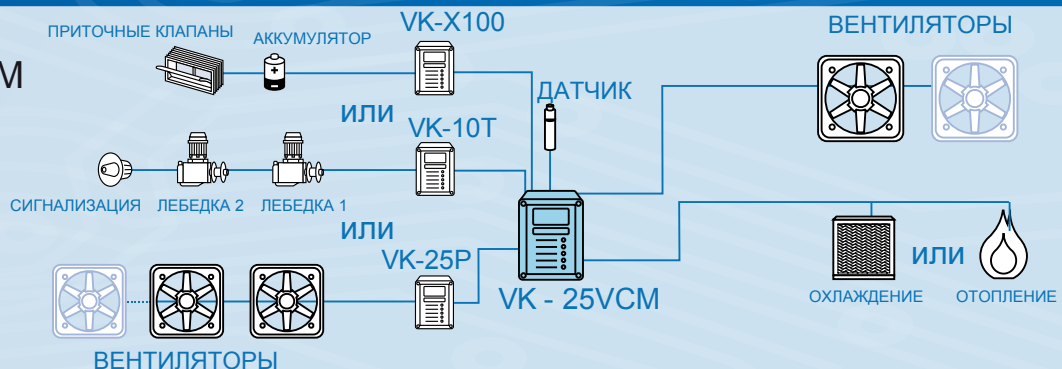 ПРИТОЧНЫЕ КЛАПАНЫ
АККУМУЛЯТОР
VK-X100
ВЕНТИЛЯТОРЫ
М
ДАТЧИК
или
VK-10T
СИГНАЛИЗАЦИЯ
ЛЕБЕДКА 2
ЛЕБЕДКА 1
или
VK-25P
VK - 25VCM
или
ОХЛАЖДЕНИЕ
ОТОПЛЕНИЕ
ВЕНТИЛЯТОРЫ